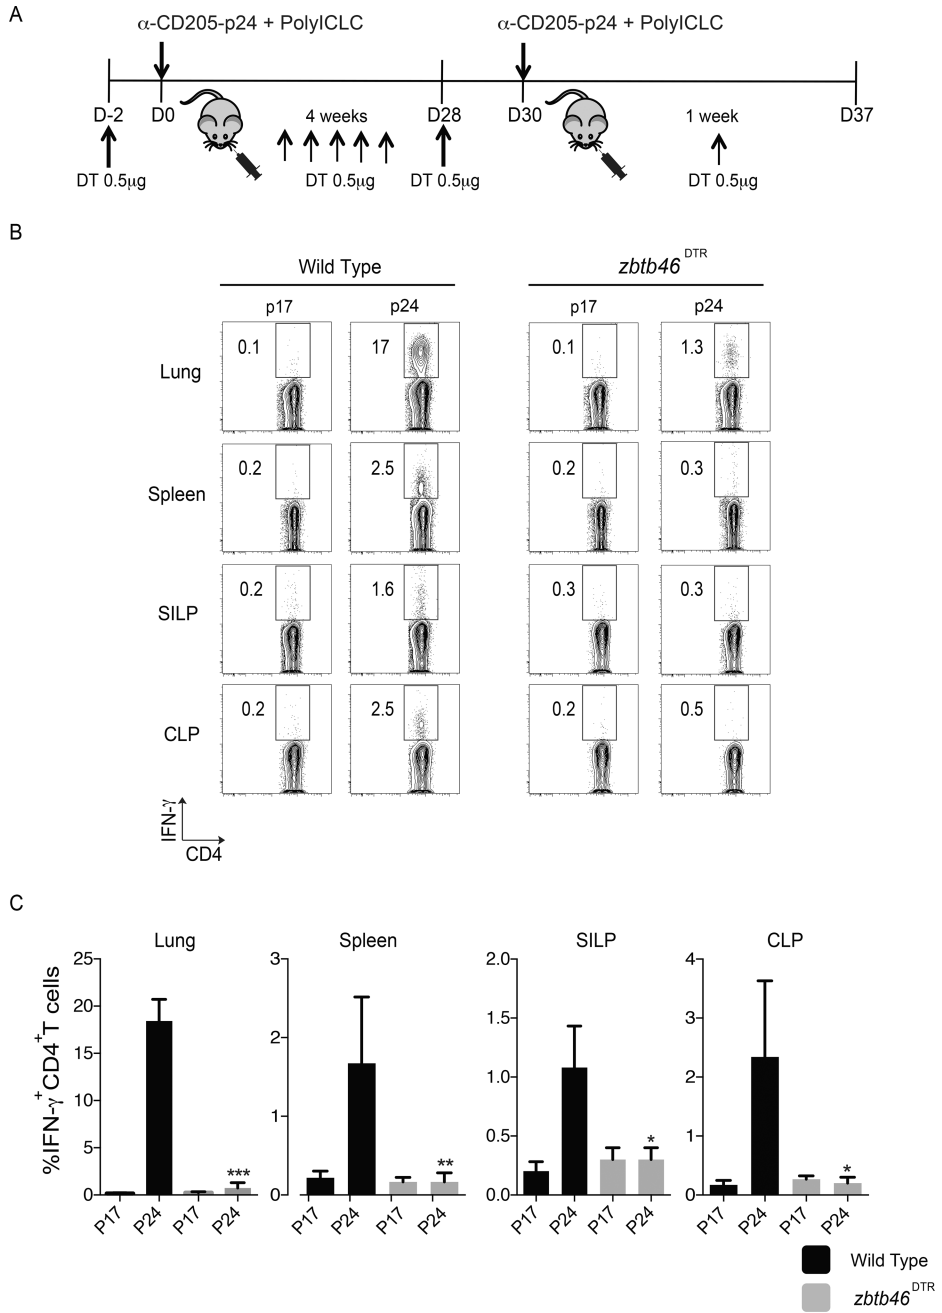 A
α-CD205-p24 + PolyICLC
α-CD205-p24 + PolyICLC
D-2 D0 4 weeks D28 D30 1 week D37
DT 0.5µg DT 0.5µg DT 0.5µg DT 0.5µg
B
Wild Type zbtb46 DTR
p17 p24 p17 p24
Lung 0.1 17 0.1 1.3
Spleen 0.2 2.5 0.2 0.3
SILP 0.2 1.6 0.3 0.3
CLP 0.2 2.5 0.2 0.5
IFN-γ
CD4
C
%IFN-γ+CD4+T cells
Lung
25
20
15
10
5
0
***
P17 P24 P17 P24
Spleen
3
2
1
0
**
P17 P24 P17 P24
SILP
2.0
1.5
1.0
0.5
0.0
*
P17 P24 P17 P24
CLP
4
3
2
1
0
*
P17 P24 P17 P24
Wild Type
zbtb46 DTR